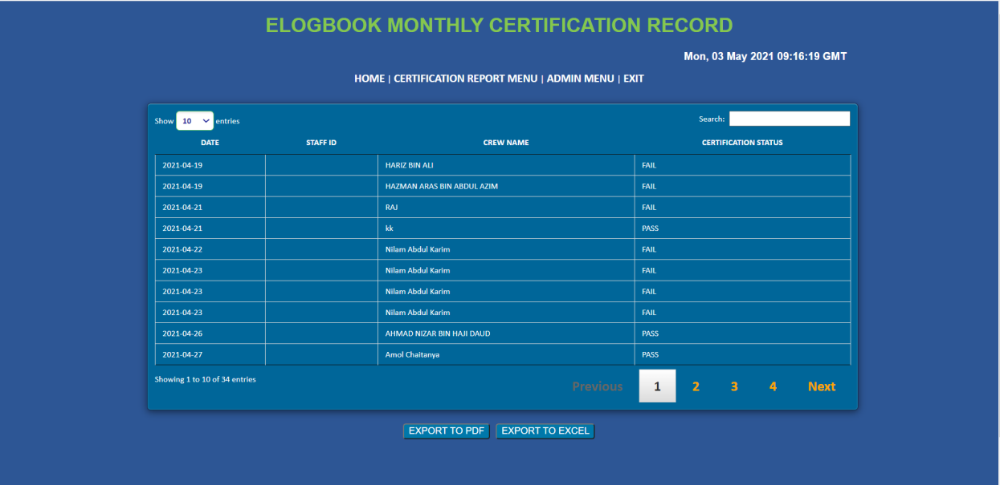 ELOGBOOK MONTHLY CERTIFICATION RECORD
Mon, 03 May 2021 09:16:19 GMT
HOME | CERTIFICATION REPORT MENU | ADMIN MENU | EXIT
Show 10 entries Search:
DATE STAFF ID CREW NAME CERTIFICATION STATUS
2021-04-19 HARIZ BIN ALI FAIL
2021-04-19 HAZMAN ARAS BIN ABDUL AZIM FAIL
2021-04-21 RAJ FAIL
2021-04-21 kk PASS
2021-04-22 Nilam Abdul Karim FAIL
2021-04-23 Nilam Abdul Karim FAIL
2021-04-23 Nilam Abdul Karim FAIL
2021-04-23 Nilam Abdul Karim FAIL
2021-04-26 AHMAD NIZAR BIN HAJI DAUD PASS
2021-04-27 Amol Chaitanya PASS
Showing 1 to 10 of 34 entries
Previous 1 2 3 4 Next
EXPORT TO PDF EXPORT TO EXCEL